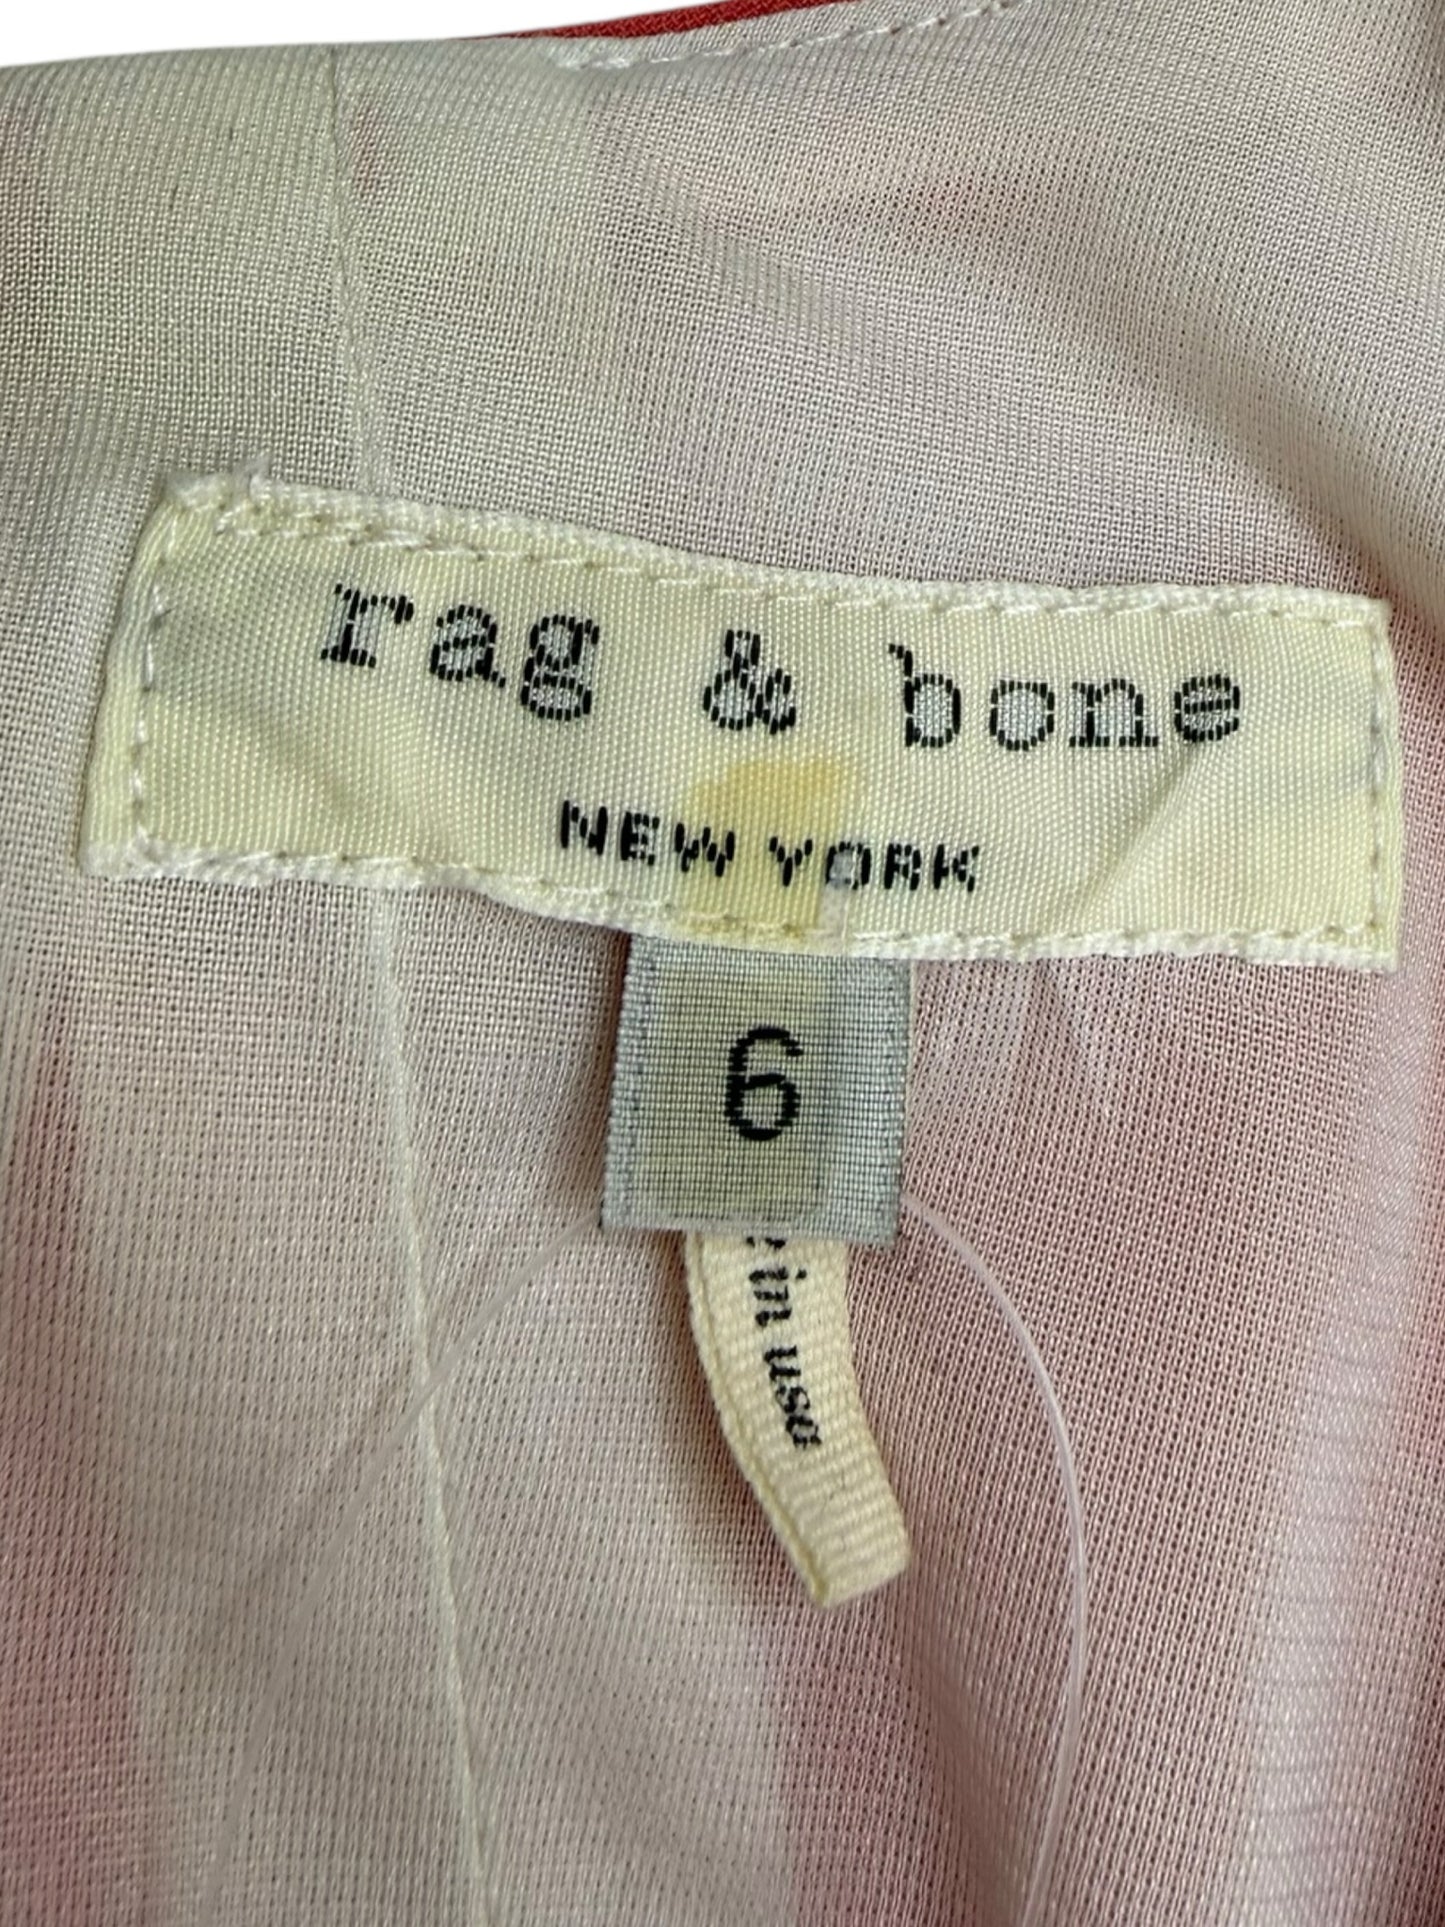 rag & bone
NEW YORK
6
in usa